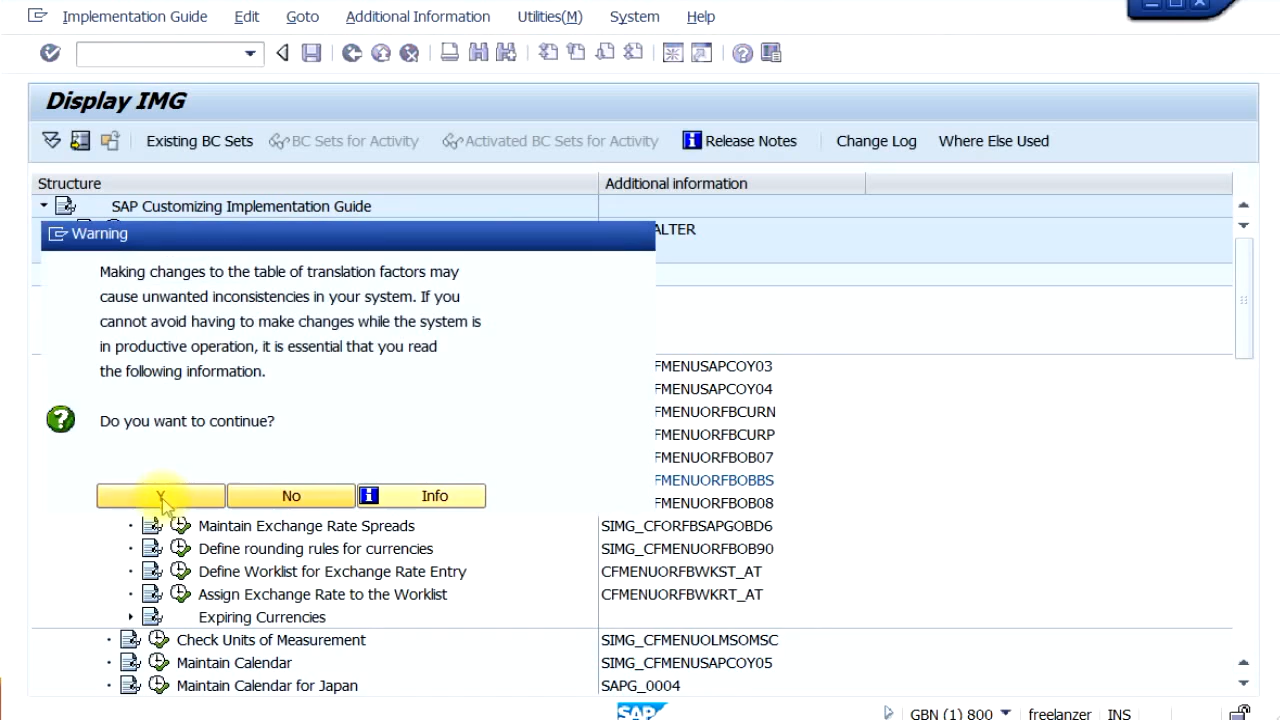 Implementation Guide Edit Goto Additional Information Utilities(M) System Help
Display IMG
Existing BC Sets BC Sets for Activity Activated BC Sets for Activity Release Notes Change Log Where Else Used
Structure Additional information
SAP Customizing Implementation Guide
ALTER
Warning
Making changes to the table of translation factors may
cause unwanted inconsistencies in your system. If you
cannot avoid having to make changes while the system is
in productive operation, it is essential that you read
the following information.
Do you want to continue?
Y No Info
FMENUSAPCOY03
FMENUSAPCOY04
FMENUORFBCURN
FMENUORFBCURP
FMENUORFBOB07
FMENUORFBOBBS
FMENUORFBOB08
Maintain Exchange Rate Spreads SIMG_CFORFBSAPGOBD6
Define rounding rules for currencies SIMG_CFMENUORFBOB90
Define Worklist for Exchange Rate Entry CFMENUORFBWKST_AT
Assign Exchange Rate to the Worklist CFMENUORFBWKRT_AT
Expiring Currencies
Check Units of Measurement SIMG_CFMENUOLMSOMSC
Maintain Calendar SIMG_CFMENUSAPCOY05
Maintain Calendar for Japan SAPG_0004
SAP GBN (1) 800 freelanzer INS